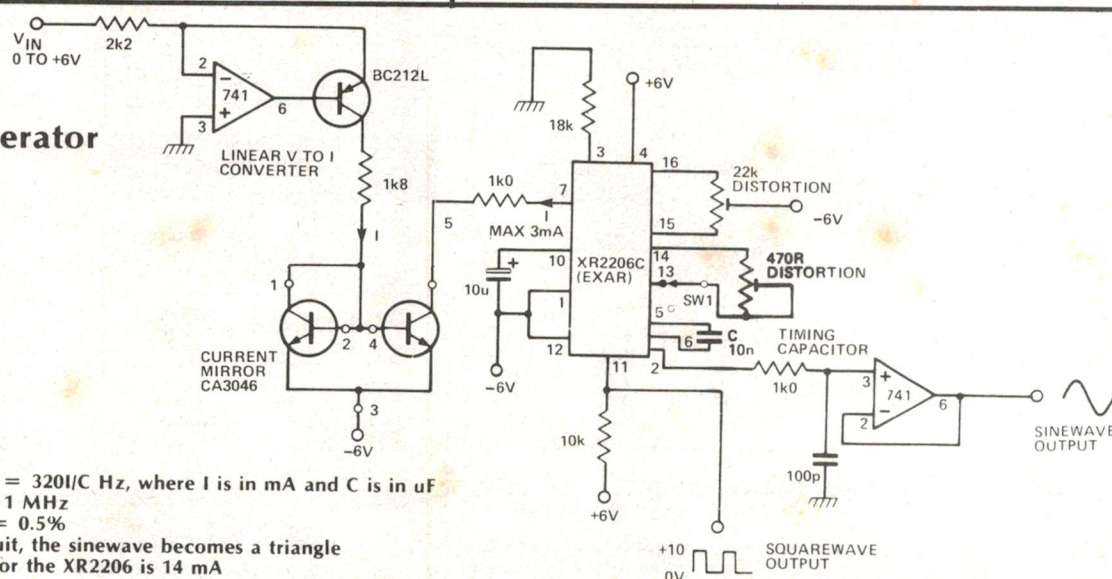 V IN
0 TO +6V
2k2
2
3
741
6
BC212L
erator
LINEAR V TO I
CONVERTER
1k8
I
1
2
4
5
3
CURRENT
MIRROR
CA3046
-6V
1k0
I
MAX 3mA
18k
+6V
3
4
7
10
1
12
11
16
15
14
13
5
6
2
XR2206C
(EXAR)
10u
+
-6V
22k
DISTORTION
-6V
470R
DISTORTION
SW1
C
10n
TIMING
CAPACITOR
1k0
100p
3
2
741
6
SINEWAVE
OUTPUT
10k
+6V
+10
0V
SQUAREWAVE
OUTPUT
= 320I/C Hz, where I is in mA and C is in uF
1 MHz
= 0.5%
uit, the sinewave becomes a triangle
or the XR2206 is 14 mA